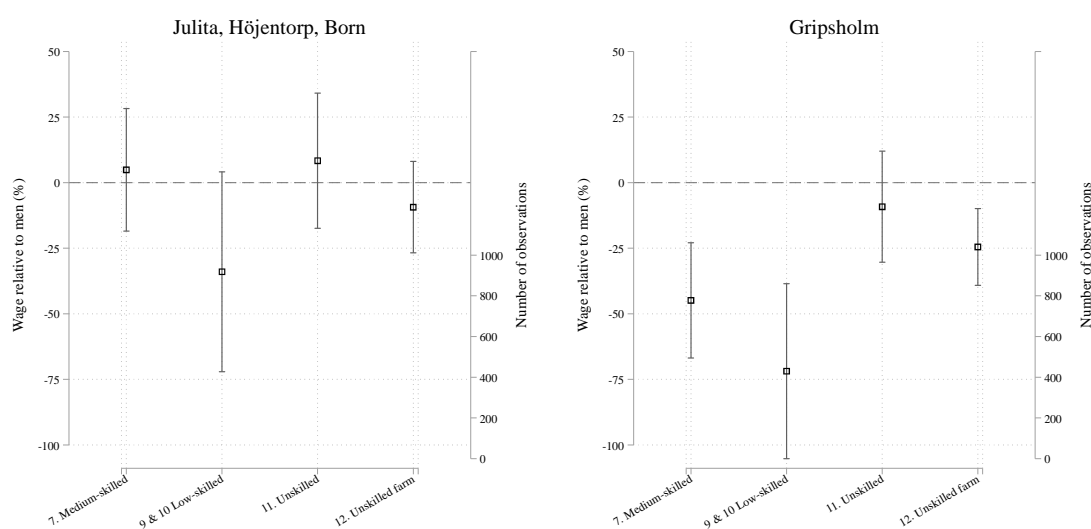 Julita, Höjentorp, Born
50
25
0
-25
-50
-75
-100
Wage relative to men (%)
1000
800
600
400
200
0
Number of observations
7. Medium-skilled
9 & 10 Low-skilled
11. Unskilled
12. Unskilled farm
Gripsholm
50
25
0
-25
-50
-75
-100
Wage relative to men (%)
1000
800
600
400
200
0
Number of observations
7. Medium-skilled
9 & 10 Low-skilled
11. Unskilled
12. Unskilled farm